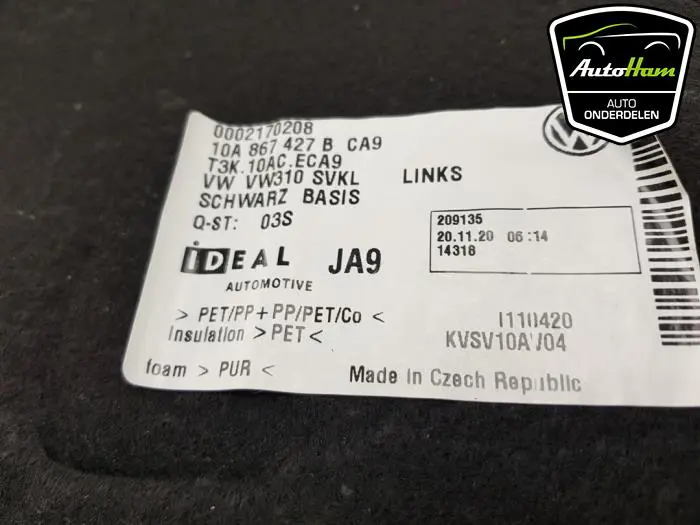 AutoHam
AUTO
ONDERDELEN
0002170208
10A 867 427 B CA9
T3K.10AC.ECA9
VW VW310 SVKL LINKS
SCHWARZ BASIS
Q-ST: 03S
209135
20.11.20 06:14
14318
iDEAL JA9
AUTOMOTIVE
> PET/PP + PP/PET/Co <
I110420
Insulation > PET <
KVSV10A'/04
foam > PUR <
Made in Czech Republic